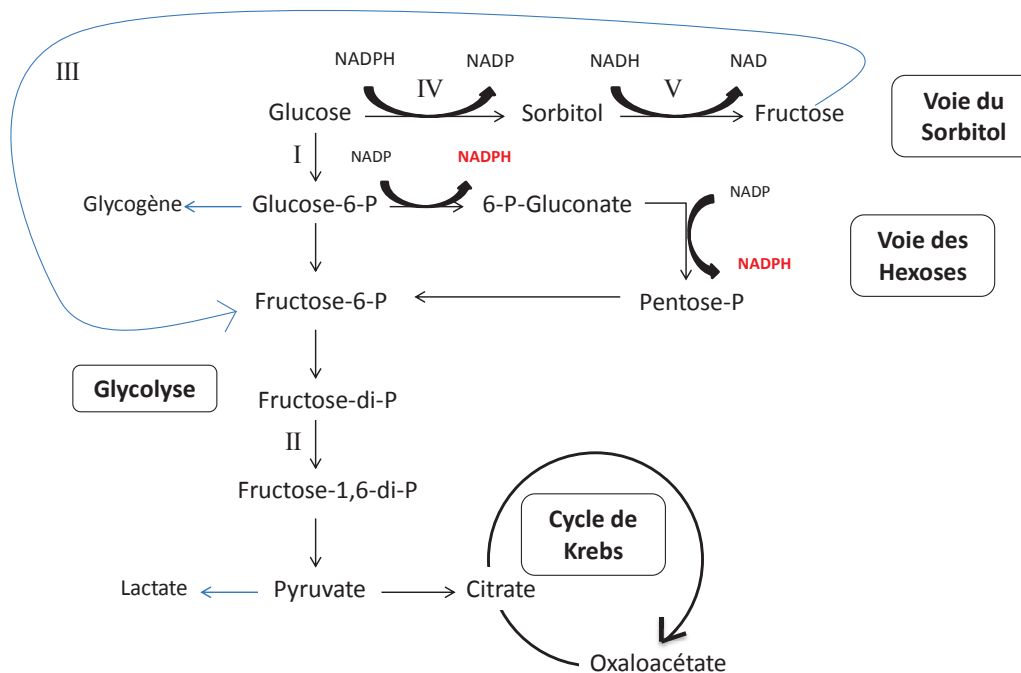 III
NADPH
NADP
NADH
NAD
IV
V
Glucose
Sorbitol
Fructose
Voie du
Sorbitol
I
NADP
NADPH
Glycogène
Glucose-6-P
6-P-Gluconate
NADP
NADPH
Voie des
Hexoses
Fructose-6-P
Pentose-P
Glycolyse
Fructose-di-P
II
Fructose-1,6-di-P
Cycle de
Krebs
Lactate
Pyruvate
Citrate
Oxaloacétate